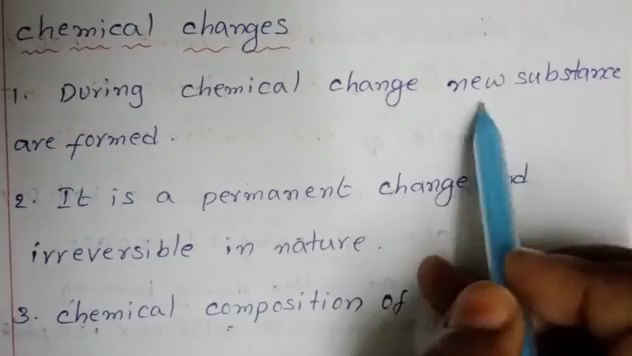 chemical changes
1. During chemical change new substance
are formed.
2. It is a permanent change
irreversible in nature.
3. chemical composition of